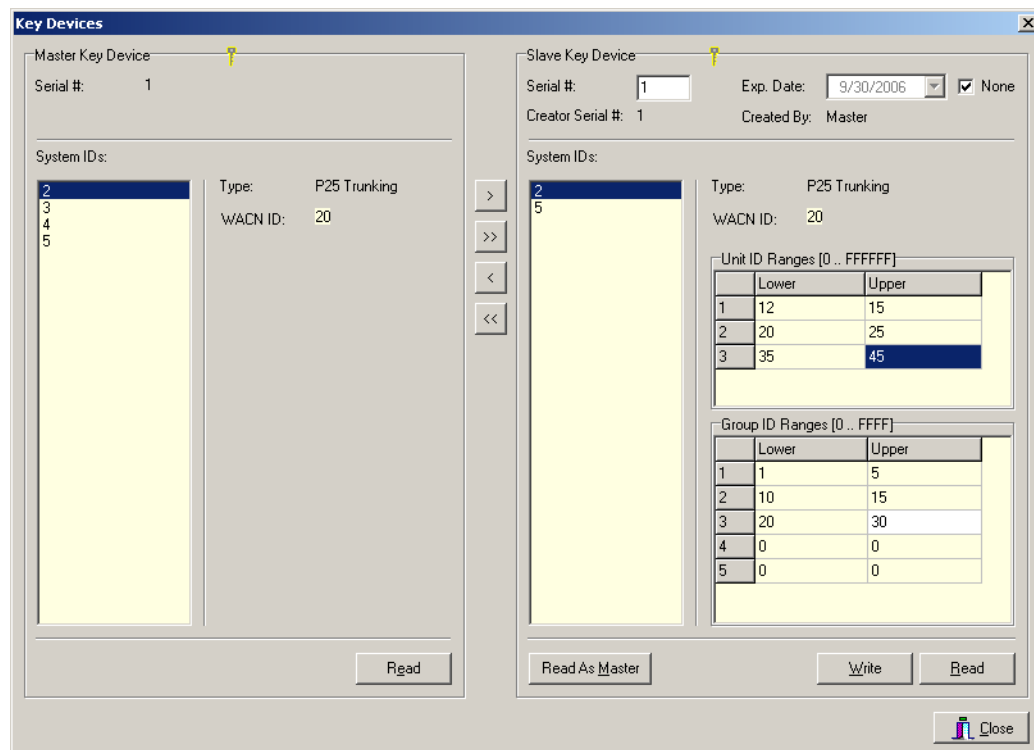 Key Devices
Master Key Device
Serial #: 1
System IDs:
2
3
4
5
Type: P25 Trunking
WACN ID: 20
Read
>
>>
<
<<
Slave Key Device
Serial #: 1 Exp. Date: 9/30/2006 None
Creator Serial #: 1 Created By: Master
System IDs:
2
5
Type: P25 Trunking
WACN ID: 20
Unit ID Ranges [0 .. FFFFFF]
Lower Upper
1 12 15
2 20 25
3 35 45
Group ID Ranges [0 .. FFFF]
Lower Upper
1 1 5
2 10 15
3 20 30
4 0 0
5 0 0
Read As Master Write Read
Close